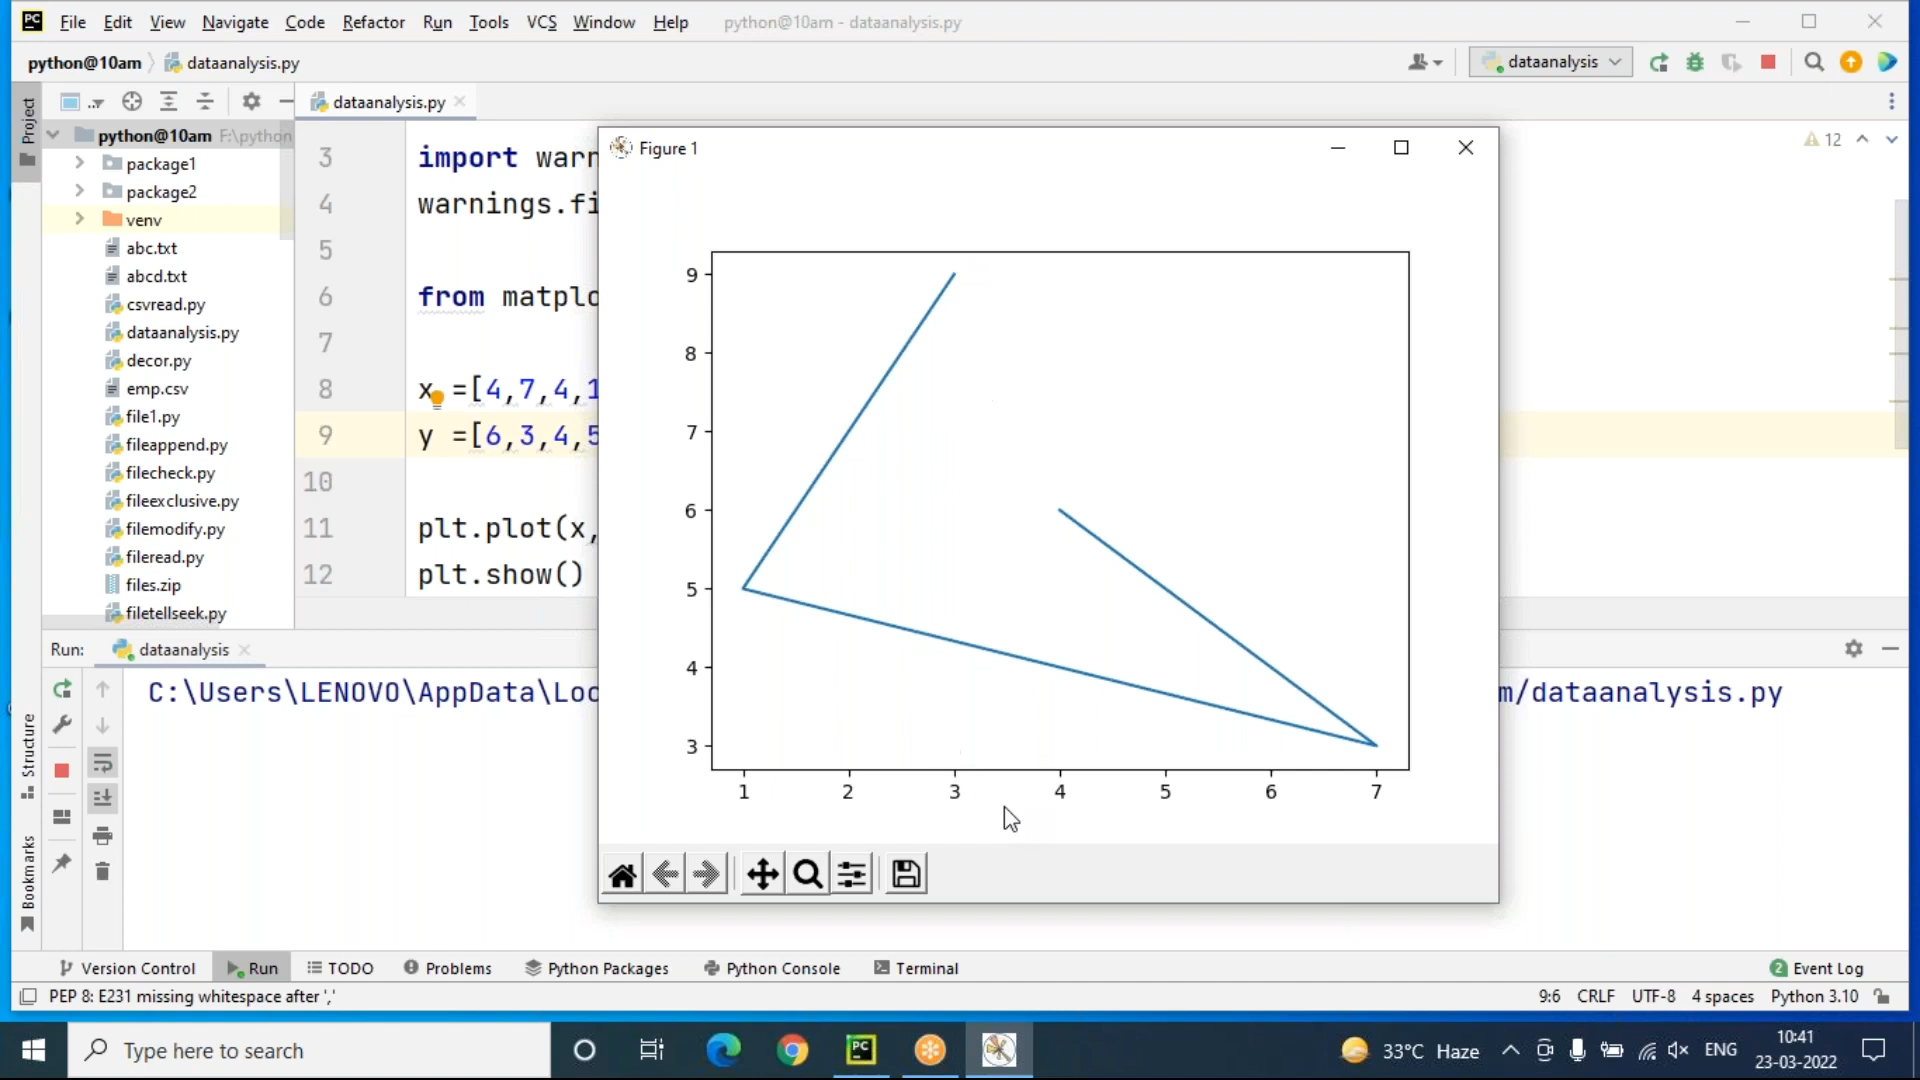 PC File Edit View Navigate Code Refactor Run Tools VCS Window Help python@10am - dataanalysis.py
python@10am dataanalysis.py dataanalysis
Project
dataanalysis.py
python@10am F:\python
package1
package2
venv
abc.txt
abcd.txt
csvread.py
dataanalysis.py
decor.py
emp.csv
file1.py
fileappend.py
filecheck.py
fileexclusive.py
filemodify.py
fileread.py
files.zip
filetellseek.py
12
3 import warn
4 warnings.fi
5
6 from matplo
7
8 x =[4,7,4,1
9 y =[6,3,4,5
10
11 plt.plot(x,
12 plt.show()
Figure 1
9
8
7
6
5
4
3
1 2 3 4 5 6 7
Run: dataanalysis
C:\Users\LENOVO\AppData\Loc
m/dataanalysis.py
Structure
Bookmarks
Version Control Run TODO Problems Python Packages Python Console Terminal 2 Event Log
PEP 8: E231 missing whitespace after ',' 9:6 CRLF UTF-8 4 spaces Python 3.10
Type here to search PC 33°C Haze ENG 10:41
23-03-2022